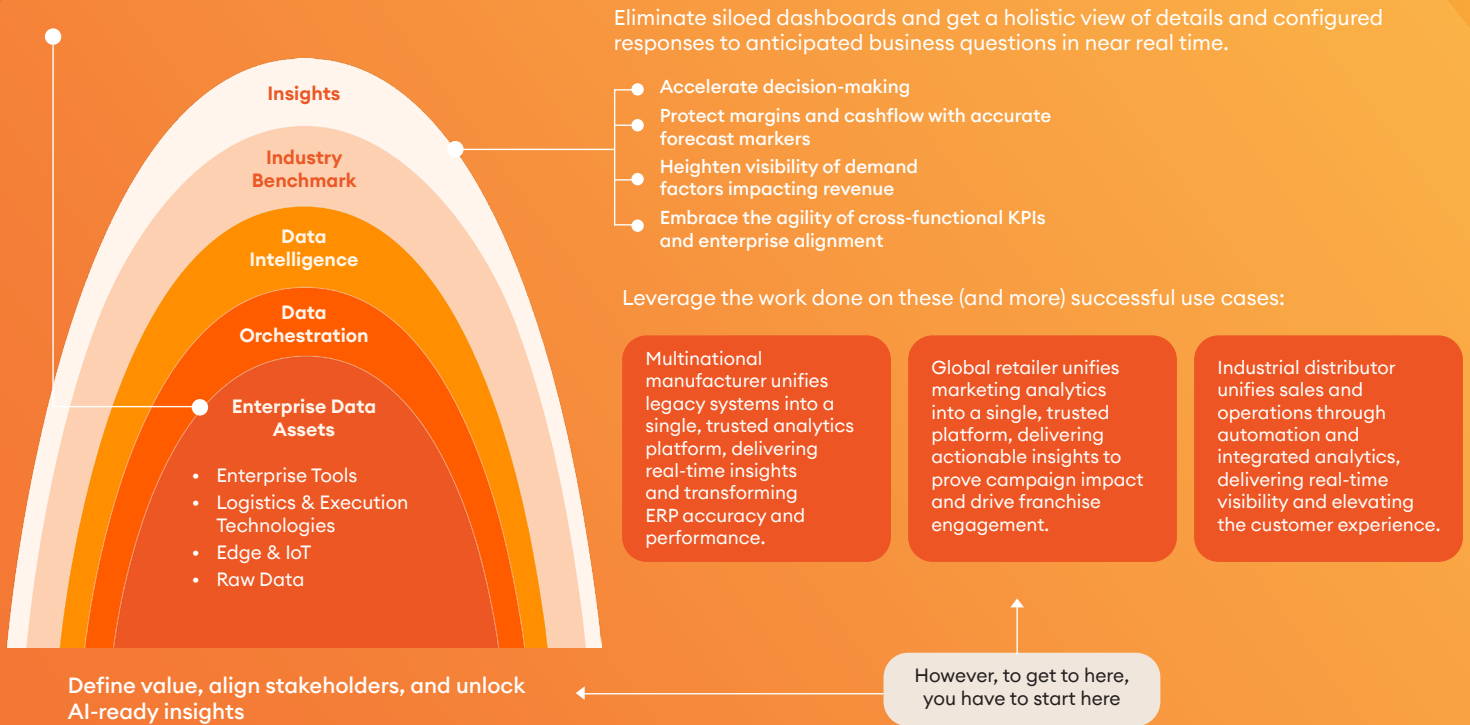 Eliminate siloed dashboards and get a holistic view of details and configured
responses to anticipated business questions in near real time.
Accelerate decision-making
Protect margins and cashflow with accurate
forecast markers
Heighten visibility of demand
factors impacting revenue
Embrace the agility of cross-functional KPIs
and enterprise alignment
Insights
Industry
Benchmark
Data
Intelligence
Data
Orchestration
Enterprise Data
Assets
• Enterprise Tools
• Logistics & Execution
Technologies
• Edge & IoT
• Raw Data
Leverage the work done on these (and more) successful use cases:
Multinational
manufacturer unifies
legacy systems into a
single, trusted analytics
platform, delivering
real-time insights
and transforming
ERP accuracy and
performance.
Global retailer unifies
marketing analytics
into a single, trusted
platform, delivering
actionable insights to
prove campaign impact
and drive franchise
engagement.
Industrial distributor
unifies sales and
operations through
automation and
integrated analytics,
delivering real-time
visibility and elevating
the customer experience.
However, to get to here,
you have to start here
Define value, align stakeholders, and unlock
AI-ready insights